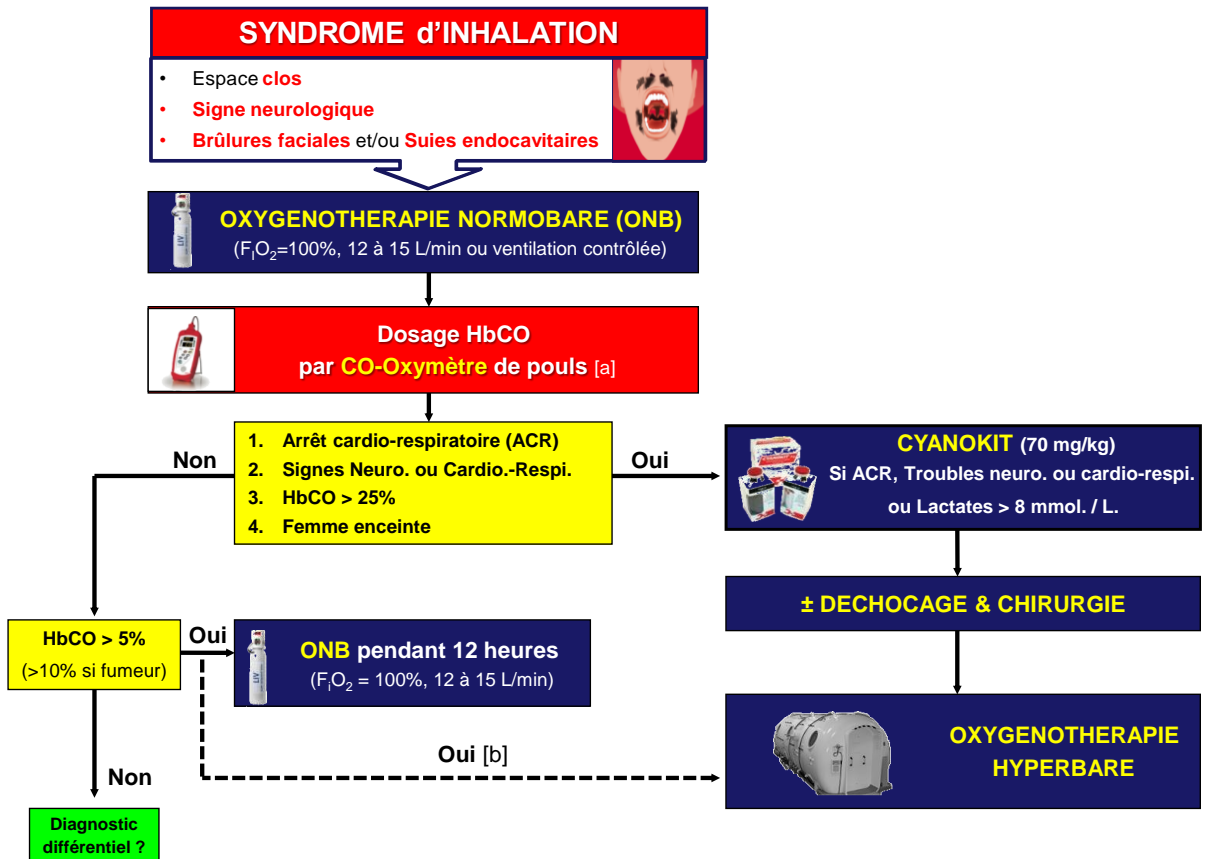 SYNDROME d'INHALATION
• Espace clos
• Signe neurologique
• Brûlures faciales et/ou Suies endocavitaires
LIV
OXYGENOTHERAPIE NORMOBARE (ONB)
(FIO2=100%, 12 à 15 L/min ou ventilation contrôlée)
Dosage HbCO
par CO-Oxymètre de pouls [a]
Non
1. Arrêt cardio-respiratoire (ACR)
2. Signes Neuro. ou Cardio.-Respi.
3. HbCO > 25%
4. Femme enceinte
Oui
CYANOKIT (70 mg/kg)
Si ACR, Troubles neuro. ou cardio-respi.
ou Lactates > 8 mmol. / L.
± DECHOCAGE & CHIRURGIE
HbCO > 5%
(>10% si fumeur)
Oui
LIV
ONB pendant 12 heures
(FiO2 = 100%, 12 à 15 L/min)
Oui [b]
OXYGENOTHERAPIE
HYPERBARE
Non
Diagnostic
différentiel ?